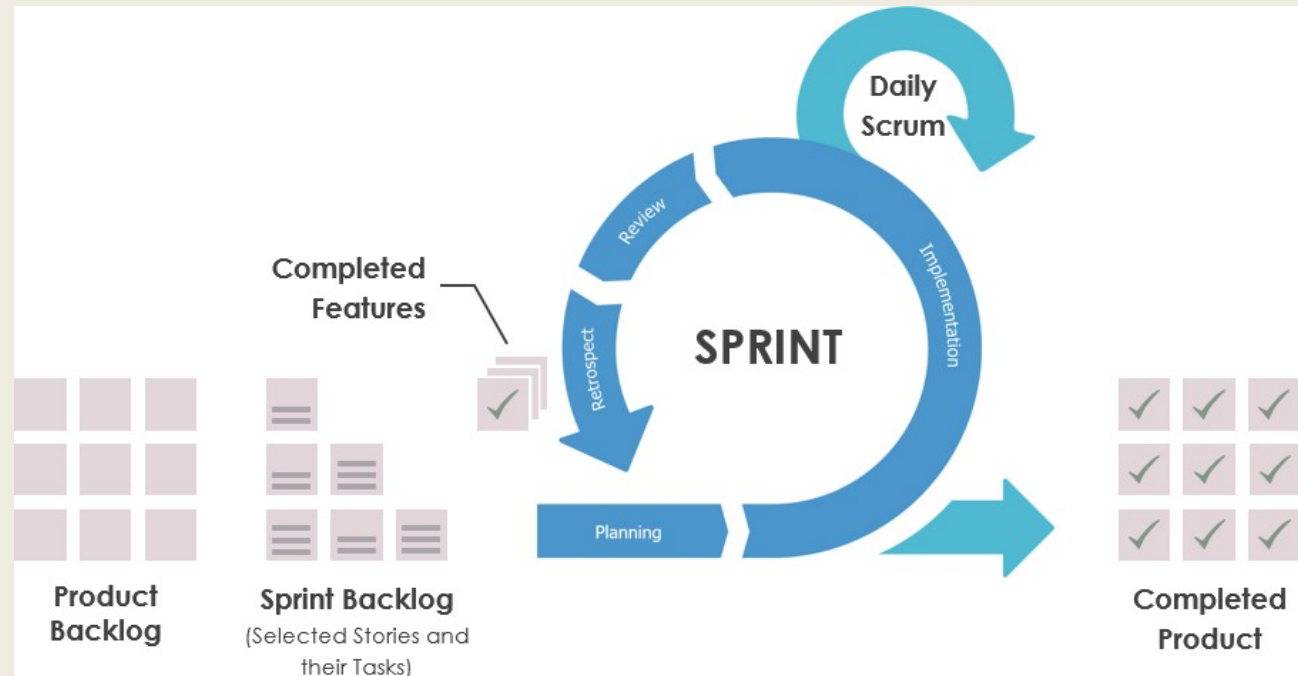 Daily
Scrum
Review
Implementation
Completed
Features
Retrospect
SPRINT
Planning
Product
Backlog
Sprint Backlog
(Selected Stories and
their Tasks)
Completed
Product